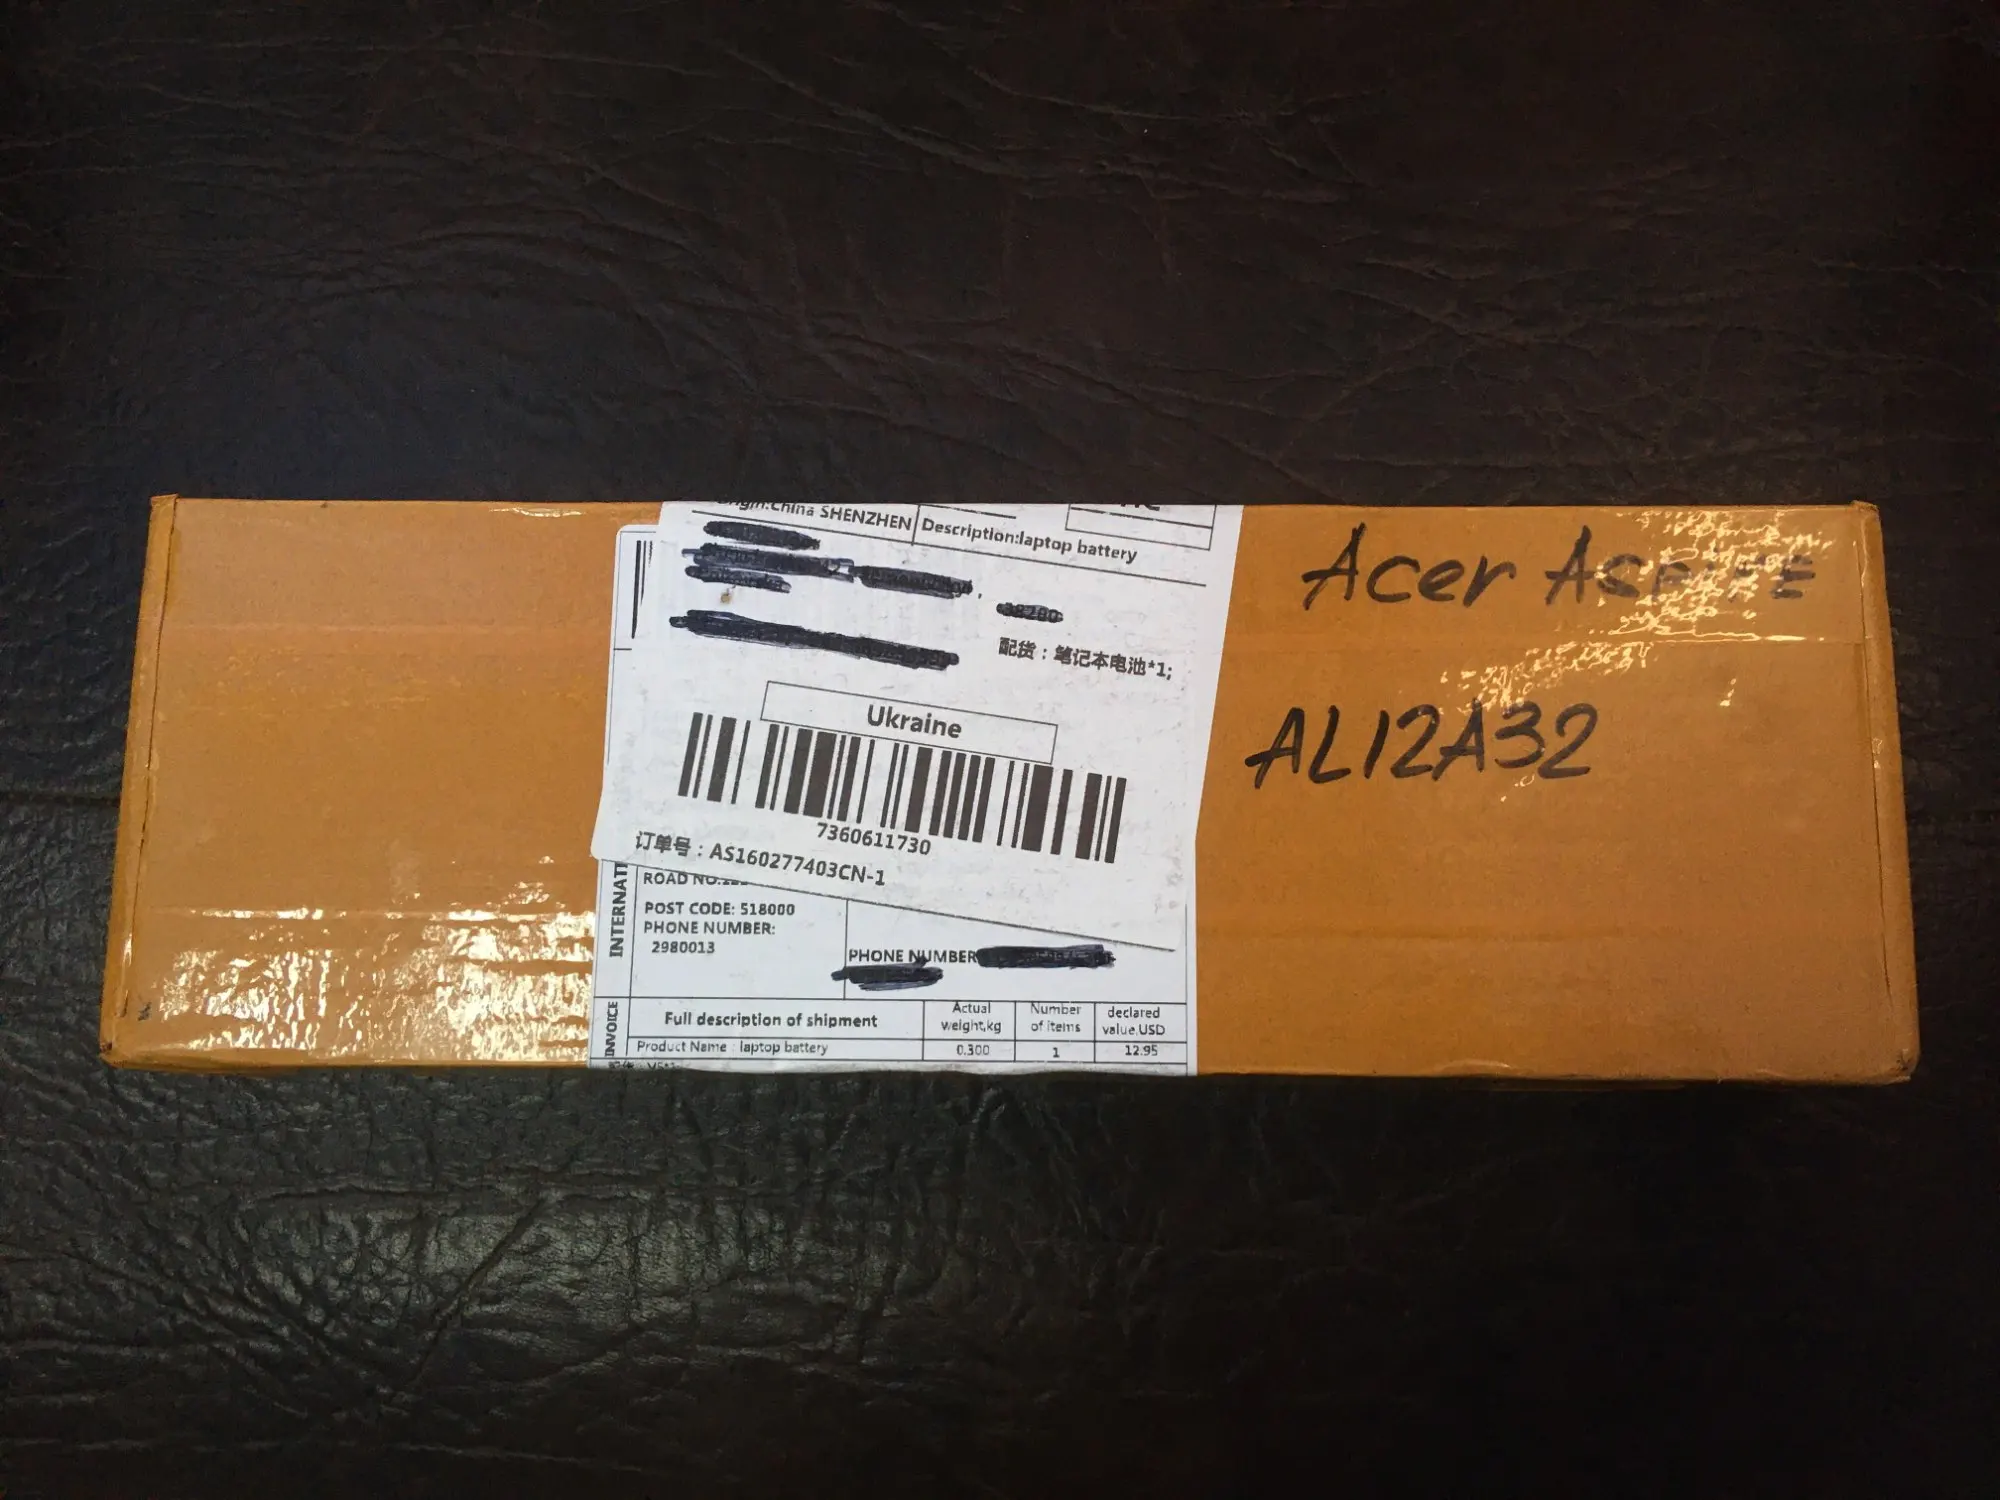 China SHENZHEN
Description:laptop battery
配货：笔记本电池*1;
Ukraine
7360611730
订单号：AS160277403CN-1
ROAD
POST CODE: 518000
PHONE NUMBER:
2980013
PHONE NUMBER
INVOICE
Full description of shipment
Actual weight,kg
Number of items
declared value,USD
Product Name : laptop battery
0.300
1
12.95
Acer ASPIRE
AL12A32